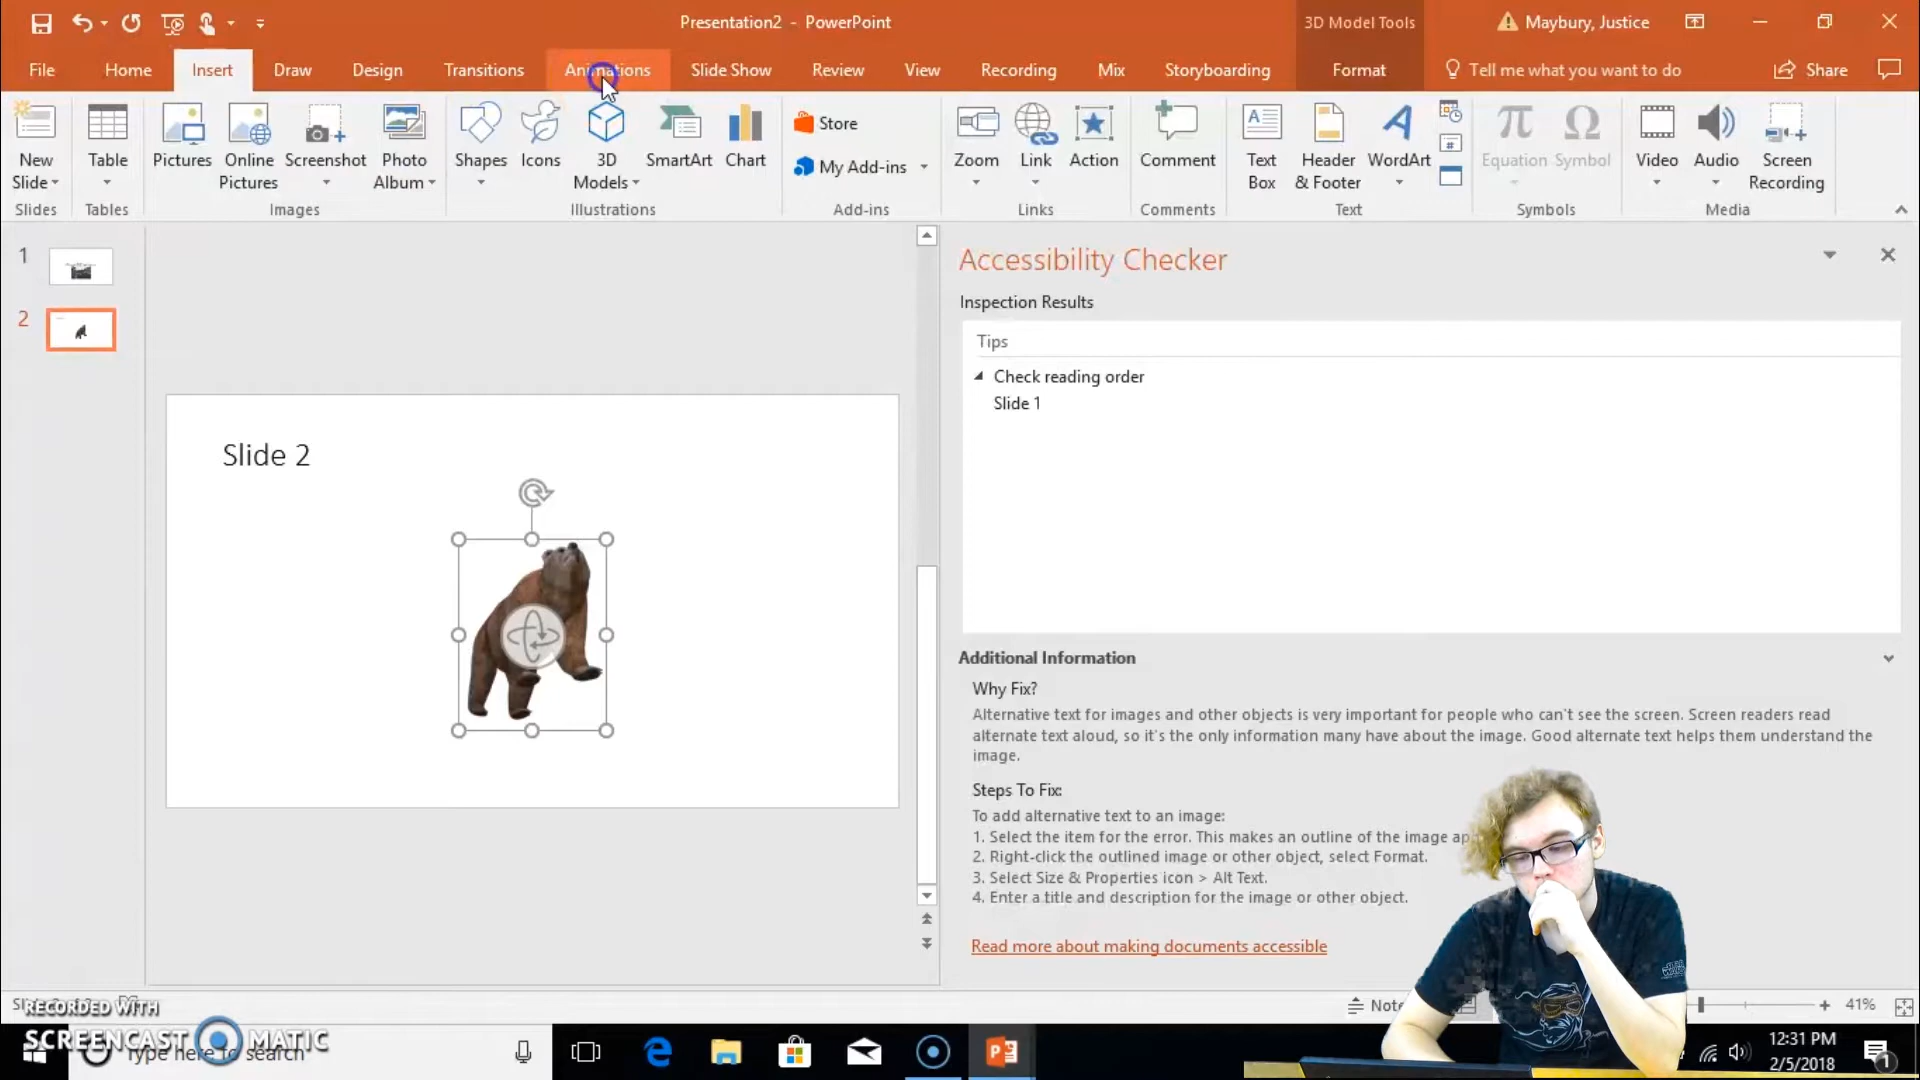 Presentation2 - PowerPoint
3D Model Tools
Maybury, Justice
File
Home
Insert
Draw
Design
Transitions
Animations
Slide Show
Review
View
Recording
Mix
Storyboarding
Format
Tell me what you want to do
Share
New Slide
Table
Pictures
Online Pictures
Screenshot
Photo Album
Shapes
Icons
3D Models
SmartArt
Chart
Store
My Add-ins
Zoom
Link
Action
Comment
Text Box
Header & Footer
WordArt
Equation
Symbol
Video
Audio
Screen Recording
Slides
Tables
Images
Illustrations
Add-ins
Links
Comments
Text
Symbols
Media
1
2
Slide 2
Accessibility Checker
Inspection Results
Tips
Check reading order
Slide 1
Additional Information
Why Fix?
Alternative text for images and other objects is very important for people who can't see the screen. Screen readers read
alternate text aloud, so it's the only information many have about the image. Good alternate text helps them understand the
image.
Steps To Fix:
To add alternative text to an image:
1. Select the item for the error. This makes an outline of the image ap
2. Right-click the outlined image or other object, select Format.
3. Select Size & Properties icon > Alt Text.
4. Enter a title and description for the image or other object.
Read more about making documents accessible
Note
41%
RECORDED WITH
SCREENCAST MATIC
Type here to search
12:31 PM
2/5/2018
1